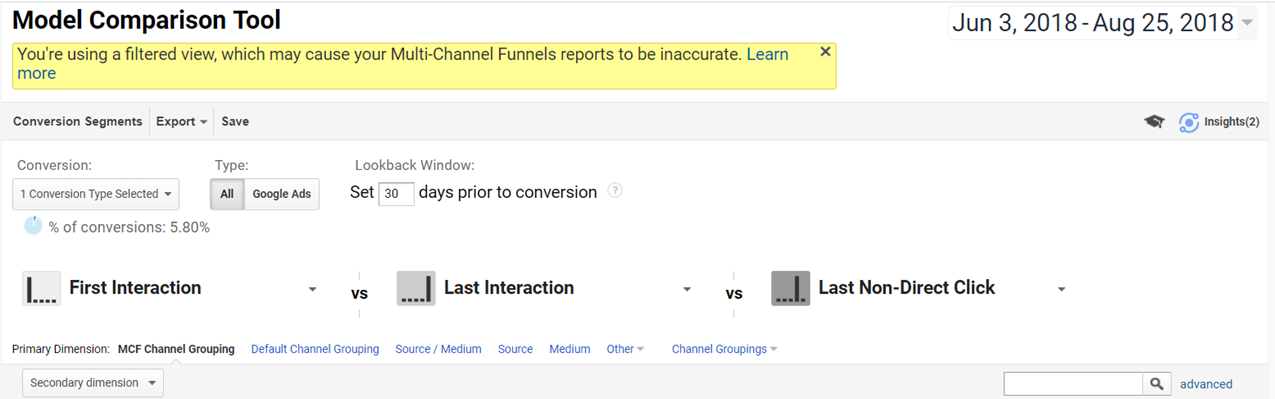 Model Comparison Tool
Jun 3, 2018 - Aug 25, 2018
You're using a filtered view, which may cause your Multi-Channel Funnels reports to be inaccurate. Learn
more
Conversion Segments Export Save
Insights(2)
Conversion: Type: Lookback Window:
1 Conversion Type Selected All Google Ads Set 30 days prior to conversion ?
% of conversions: 5.80%
First Interaction vs Last Interaction vs Last Non-Direct Click
Primary Dimension: MCF Channel Grouping Default Channel Grouping Source / Medium Source Medium Other Channel Groupings
Secondary dimension advanced